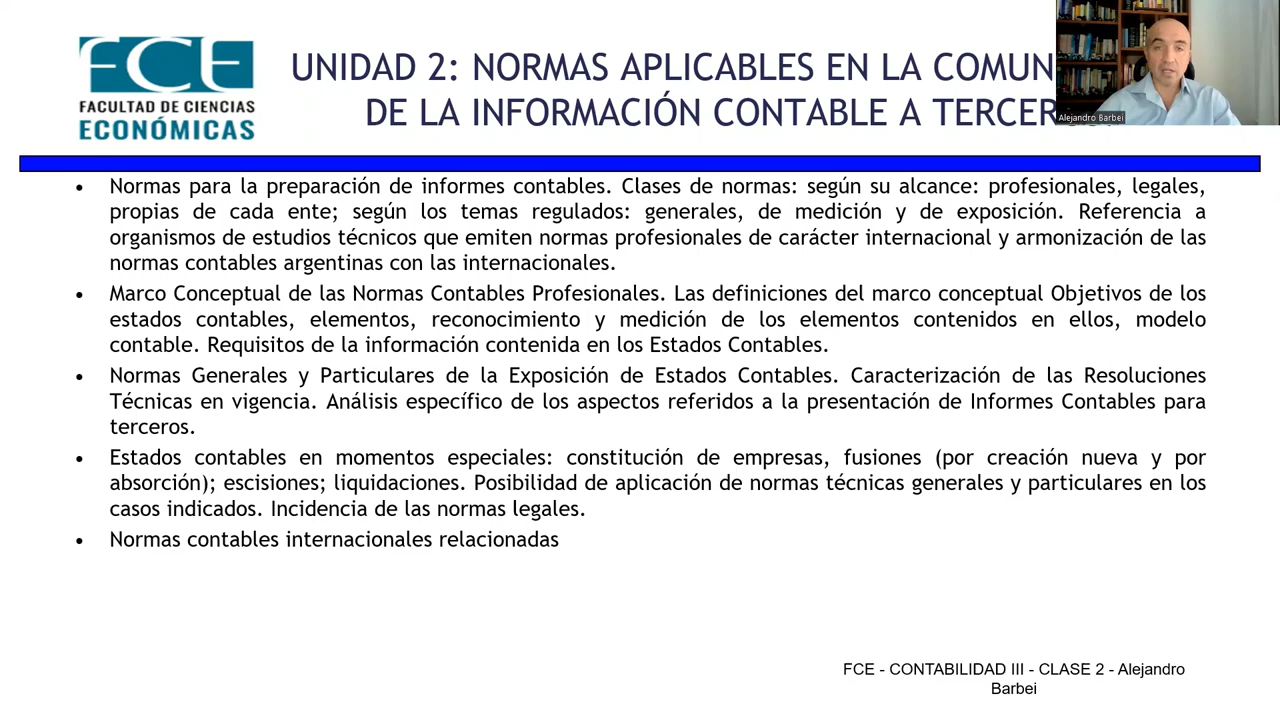 FCE
FACULTAD DE CIENCIAS
ECONÓMICAS
UNIDAD 2: NORMAS APLICABLES EN LA COMUN
DE LA INFORMACIÓN CONTABLE A TERCER
Alejandro Barbei
• Normas para la preparación de informes contables. Clases de normas: según su alcance: profesionales, legales,
propias de cada ente; según los temas regulados: generales, de medición y de exposición. Referencia a
organismos de estudios técnicos que emiten normas profesionales de carácter internacional y armonización de las
normas contables argentinas con las internacionales.
• Marco Conceptual de las Normas Contables Profesionales. Las definiciones del marco conceptual Objetivos de los
estados contables, elementos, reconocimiento y medición de los elementos contenidos en ellos, modelo
contable. Requisitos de la información contenida en los Estados Contables.
• Normas Generales y Particulares de la Exposición de Estados Contables. Caracterización de las Resoluciones
Técnicas en vigencia. Análisis específico de los aspectos referidos a la presentación de Informes Contables para
terceros.
• Estados contables en momentos especiales: constitución de empresas, fusiones (por creación nueva y por
absorción); escisiones; liquidaciones. Posibilidad de aplicación de normas técnicas generales y particulares en los
casos indicados. Incidencia de las normas legales.
• Normas contables internacionales relacionadas
FCE - CONTABILIDAD III - CLASE 2 - Alejandro
Barbei